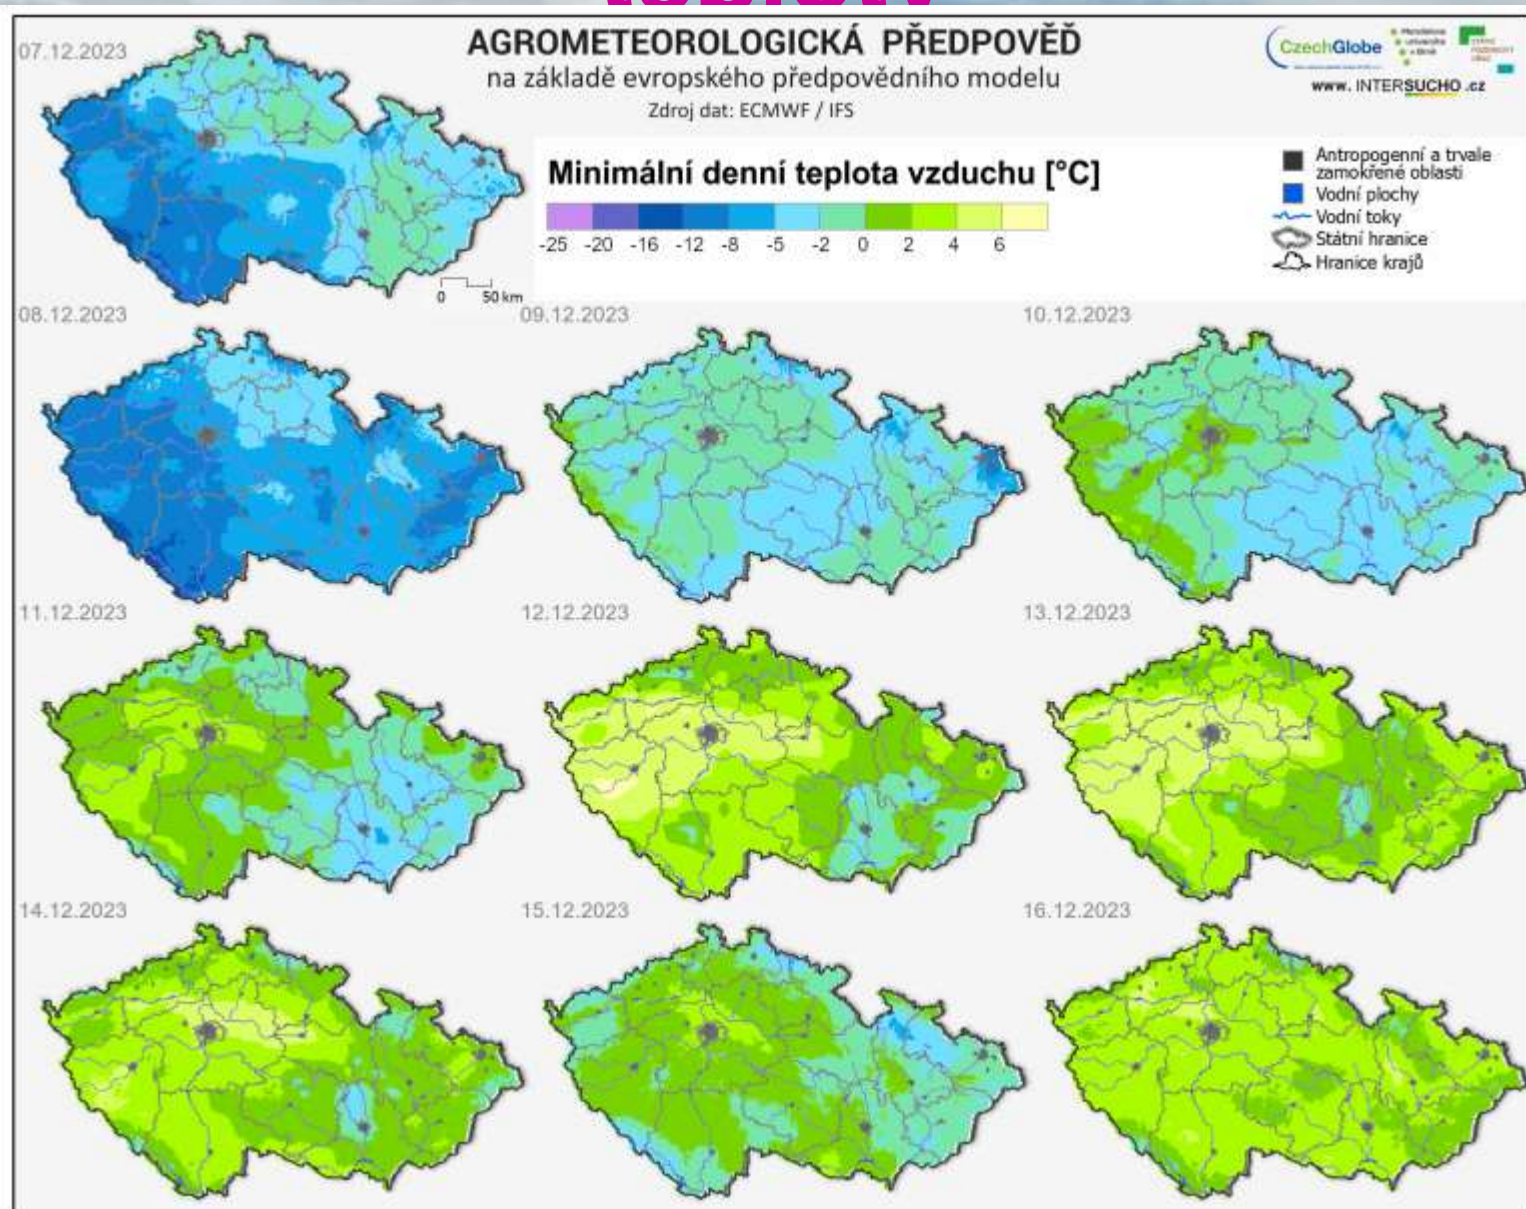 AGROMETEOROLOGICKÁ PŘEDPOVĚĎ
na základě evropského předpovědního modelu
Zdroj dat: ECMWF / IFS
CzechGlobe
www. INTERSUCHO .cz
07.12.2023
Minimální denní teplota vzduchu [°C]
-25 -20 -16 -12 -8 -5 -2 0 2 4 6
Antropogenní a trvale
zamokřené oblasti
Vodní plochy
Vodní toky
Státní hranice
Hranice krajů
0 50 km
08.12.2023
09.12.2023
10.12.2023
11.12.2023
12.12.2023
13.12.2023
14.12.2023
15.12.2023
16.12.2023